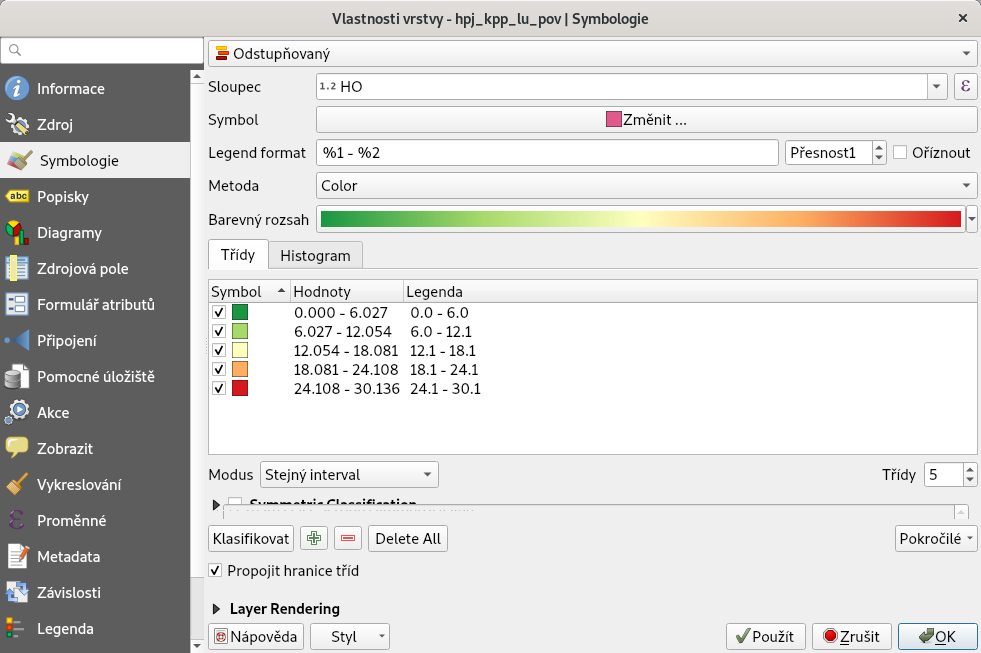 Vlastnosti vrstvy - hpj_kpp_lu_pov | Symbologie
Informace
Zdroj
Symbologie
abc Popisky
Diagramy
Zdrojová pole
Formulář atributů
Připojení
Pomocné úložiště
Akce
Zobrazit
Vykreslování
Proměnné
Metadata
Závislosti
Legenda
Odstupňovaný
Sloupec 1.2 HO ε
Symbol Změnit ...
Legend format %1 - %2 Přesnost1 Oříznout
Metoda Color
Barevný rozsah
Třídy Histogram
Symbol Hodnoty Legenda
0.000 - 6.027 0.0 - 6.0
6.027 - 12.054 6.0 - 12.1
12.054 - 18.081 12.1 - 18.1
18.081 - 24.108 18.1 - 24.1
24.108 - 30.136 24.1 - 30.1
Modus Stejný interval Třídy 5
Symmetric Classification
Klasifikovat Delete All Pokročilé
Propojit hranice tříd
Layer Rendering
Nápověda Styl Použít Zrušit OK